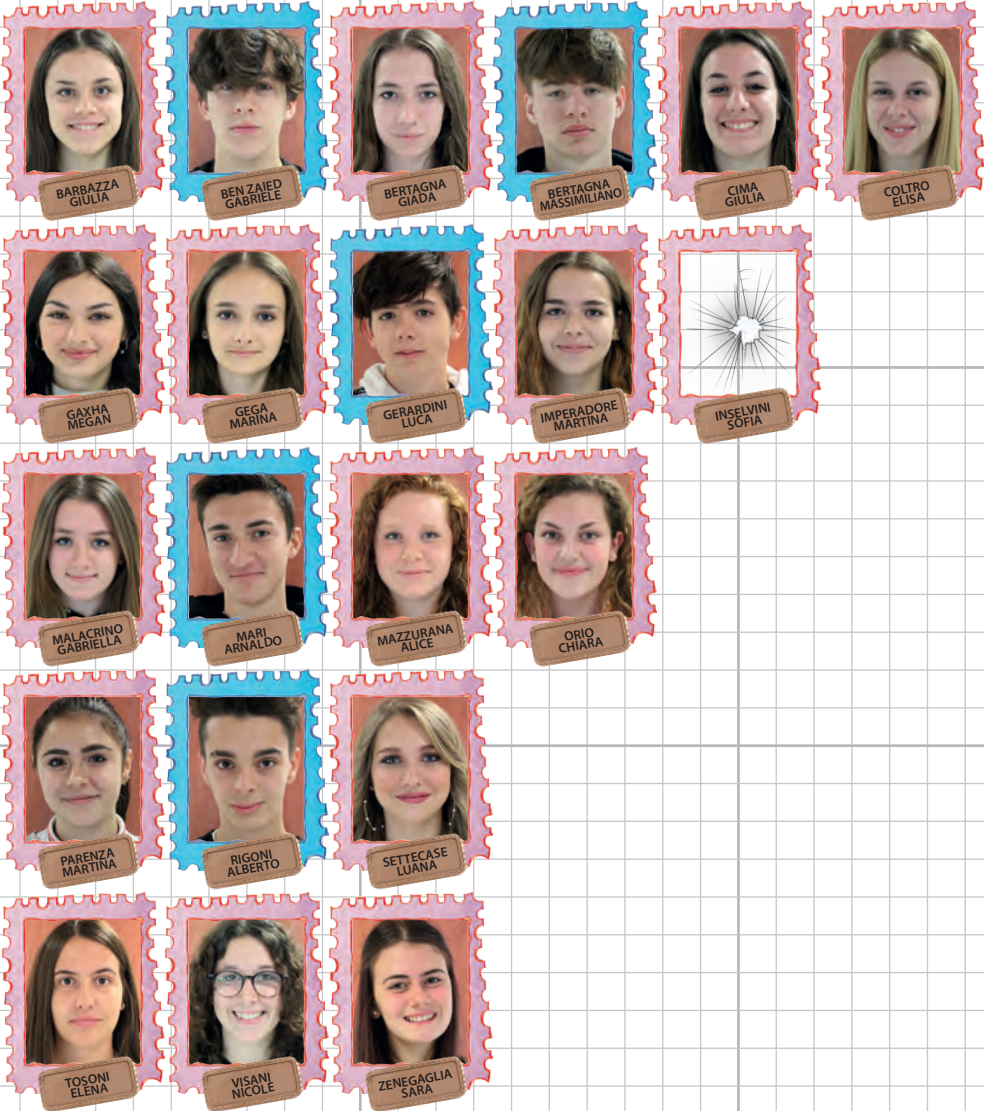 BARBAZZA
GIULIA
BEN ZAIED
GABRIELE
BERTAGNA
GIADA
BERTAGNA
MASSIMILIANO
CIMA
GIULIA
COLTRO
ELISA
GAXHA
MEGAN
GEGA
MARINA
GERARDINI
LUCA
IMPERADORE
MARTINA
INSELVINI
SOFIA
MALACRINO
GABRIELLA
MARI
ARNALDO
MAZZURANA
ALICE
ORIO
CHIARA
PARENZA
MARTINA
RIGONI
ALBERTO
SETTECASE
LUANA
TOSONI
ELENA
VISANI
NICOLE
ZENEGAGLIA
SARA